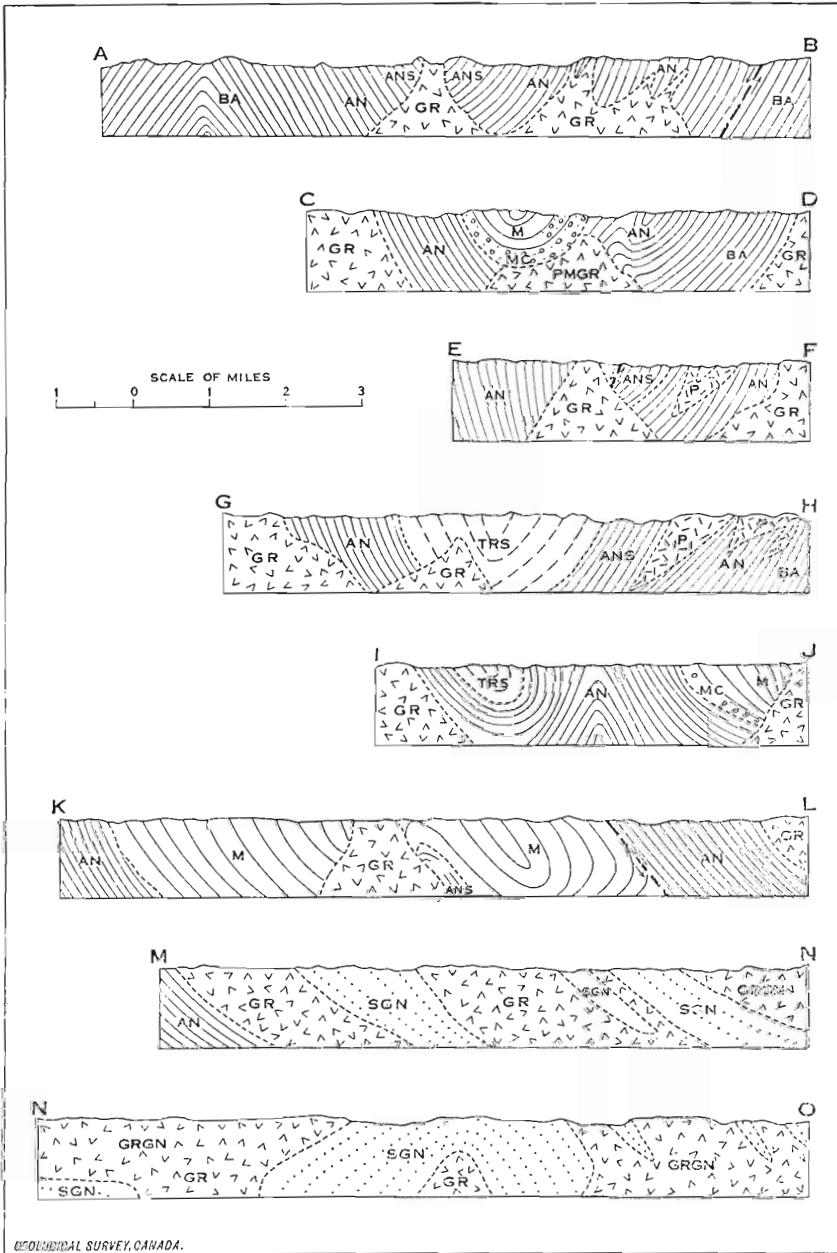 A B
BA AN ANS GR ANS AN GR AN BA
C D
GR AN M MC PMGR AN BA GR
SCALE OF MILES
1 0 1 2 3
E F
AN GR ANS P AN GR
G H
GR AN GR TRS ANS P AN BA
I J
GR TRS AN MC M GR
K L
AN M GR ANS M AN GR
M N
AN GR SGN GR SGN SGN GRGN
N O
SGN GRGN GR SGN GR GRGN
GEOLOGICAL SURVEY, CANADA.